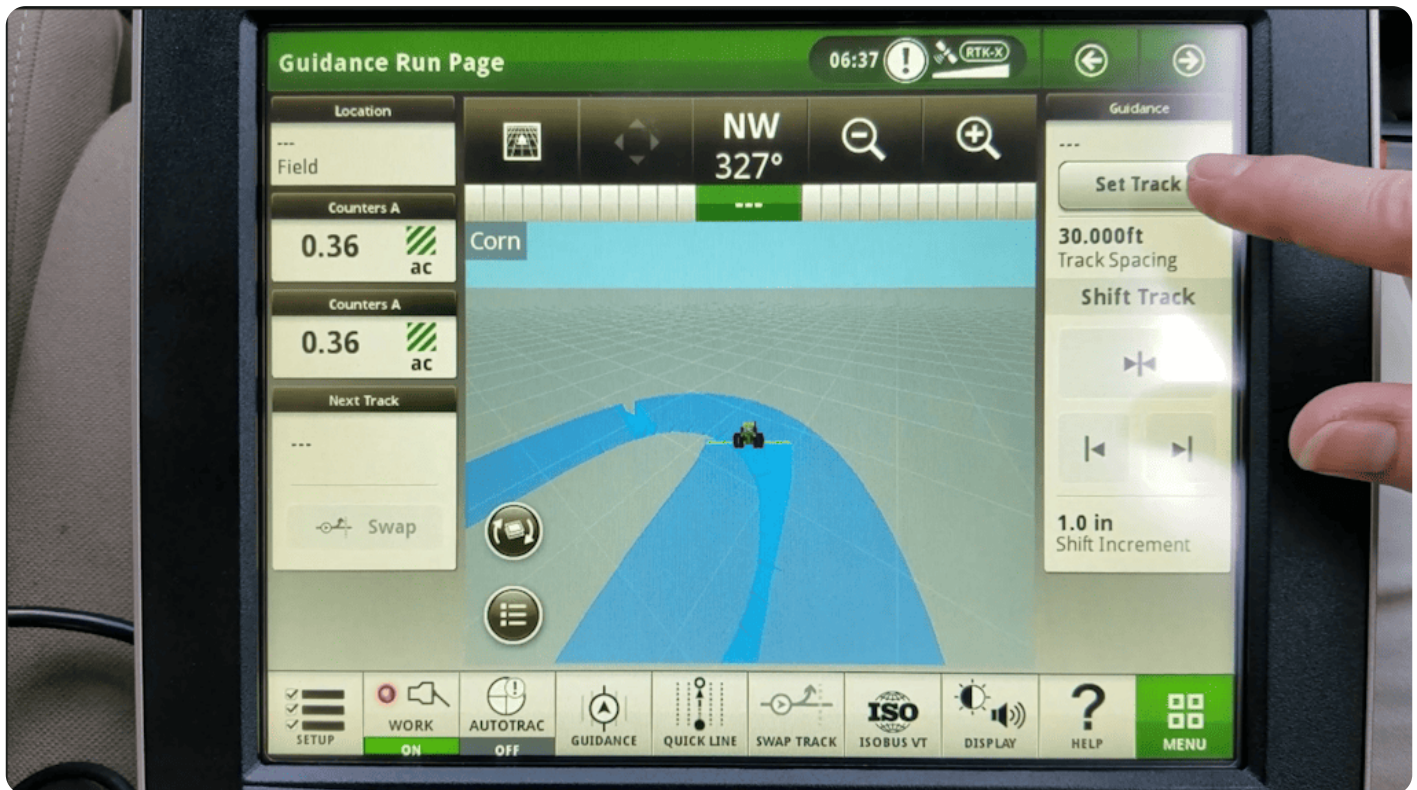 Guidance Run Page
06:37
RTK-X
Location
---
Field
Counters A
0.36
ac
Counters A
0.36
ac
Next Track
---
Swap
NW
327°
---
Corn
Guidance
---
Set Track
30.000ft
Track Spacing
Shift Track
1.0 in
Shift Increment
SETUP
WORK
ON
AUTOTRAC
OFF
GUIDANCE
QUICK LINE
SWAP TRACK
ISO
ISOBUS VT
DISPLAY
?
HELP
MENU